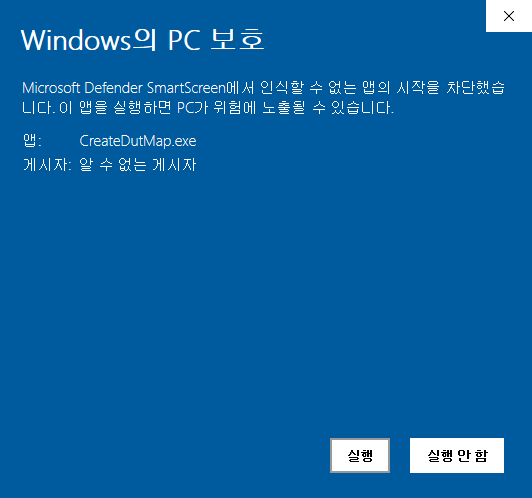 Windows의 PC 보호
Microsoft Defender SmartScreen에서 인식할 수 없는 앱의 시작을 차단했습
니다. 이 앱을 실행하면 PC가 위험에 노출될 수 있습니다.
앱: CreateDutMap.exe
게시자: 알 수 없는 게시자
실행 실행 안 함